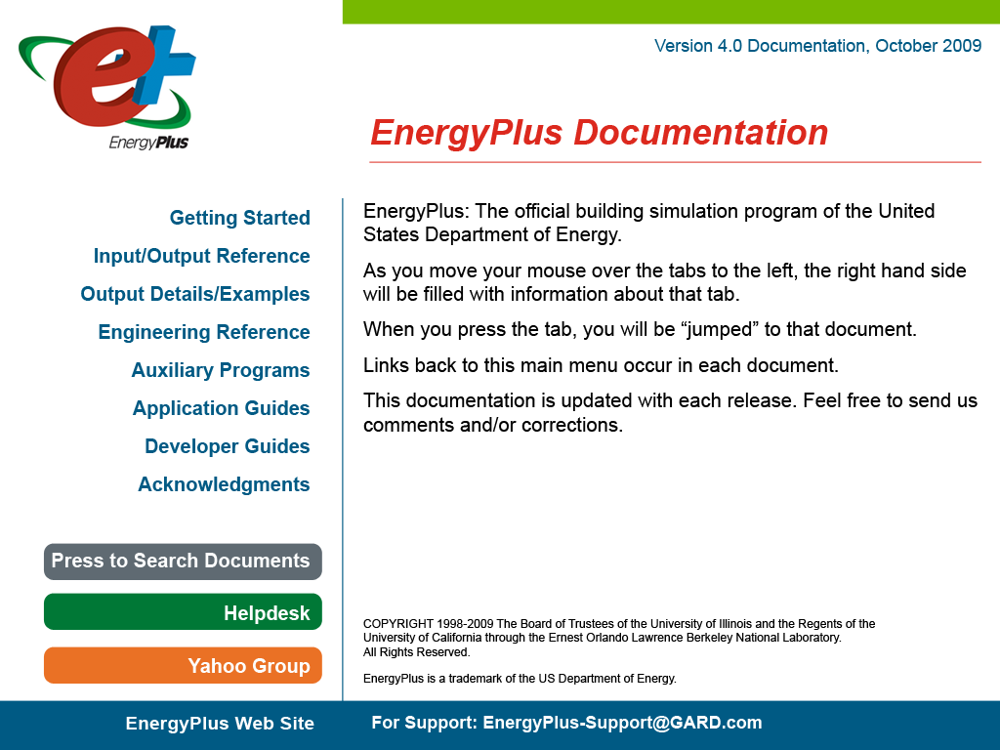 e+
EnergyPlus
Version 4.0 Documentation, October 2009
EnergyPlus Documentation
Getting Started
Input/Output Reference
Output Details/Examples
Engineering Reference
Auxiliary Programs
Application Guides
Developer Guides
Acknowledgments
Press to Search Documents
Helpdesk
Yahoo Group
EnergyPlus: The official building simulation program of the United
States Department of Energy.
As you move your mouse over the tabs to the left, the right hand side
will be filled with information about that tab.
When you press the tab, you will be “jumped” to that document.
Links back to this main menu occur in each document.
This documentation is updated with each release. Feel free to send us
comments and/or corrections.
COPYRIGHT 1998-2009 The Board of Trustees of the University of Illinois and the Regents of the
University of California through the Ernest Orlando Lawrence Berkeley National Laboratory.
All Rights Reserved.
EnergyPlus is a trademark of the US Department of Energy.
EnergyPlus Web Site
For Support: EnergyPlus-Support@GARD.com